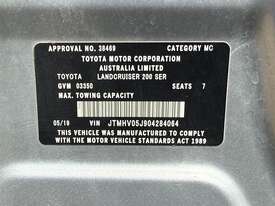 APPROVAL NO. 38469 CATEGORY MC
TOYOTA MOTOR CORPORATION
AUSTRALIA LIMITED
TOYOTA LANDCRUISER 200 SER
GVM 03350 SEATS 7
MAX. TOWING CAPACITY
05/19 VIN JTMHV05J904284064
THIS VEHICLE WAS MANUFACTURED TO COMPLY
WITH THE MOTOR VEHICLE STANDARDS ACT 1989